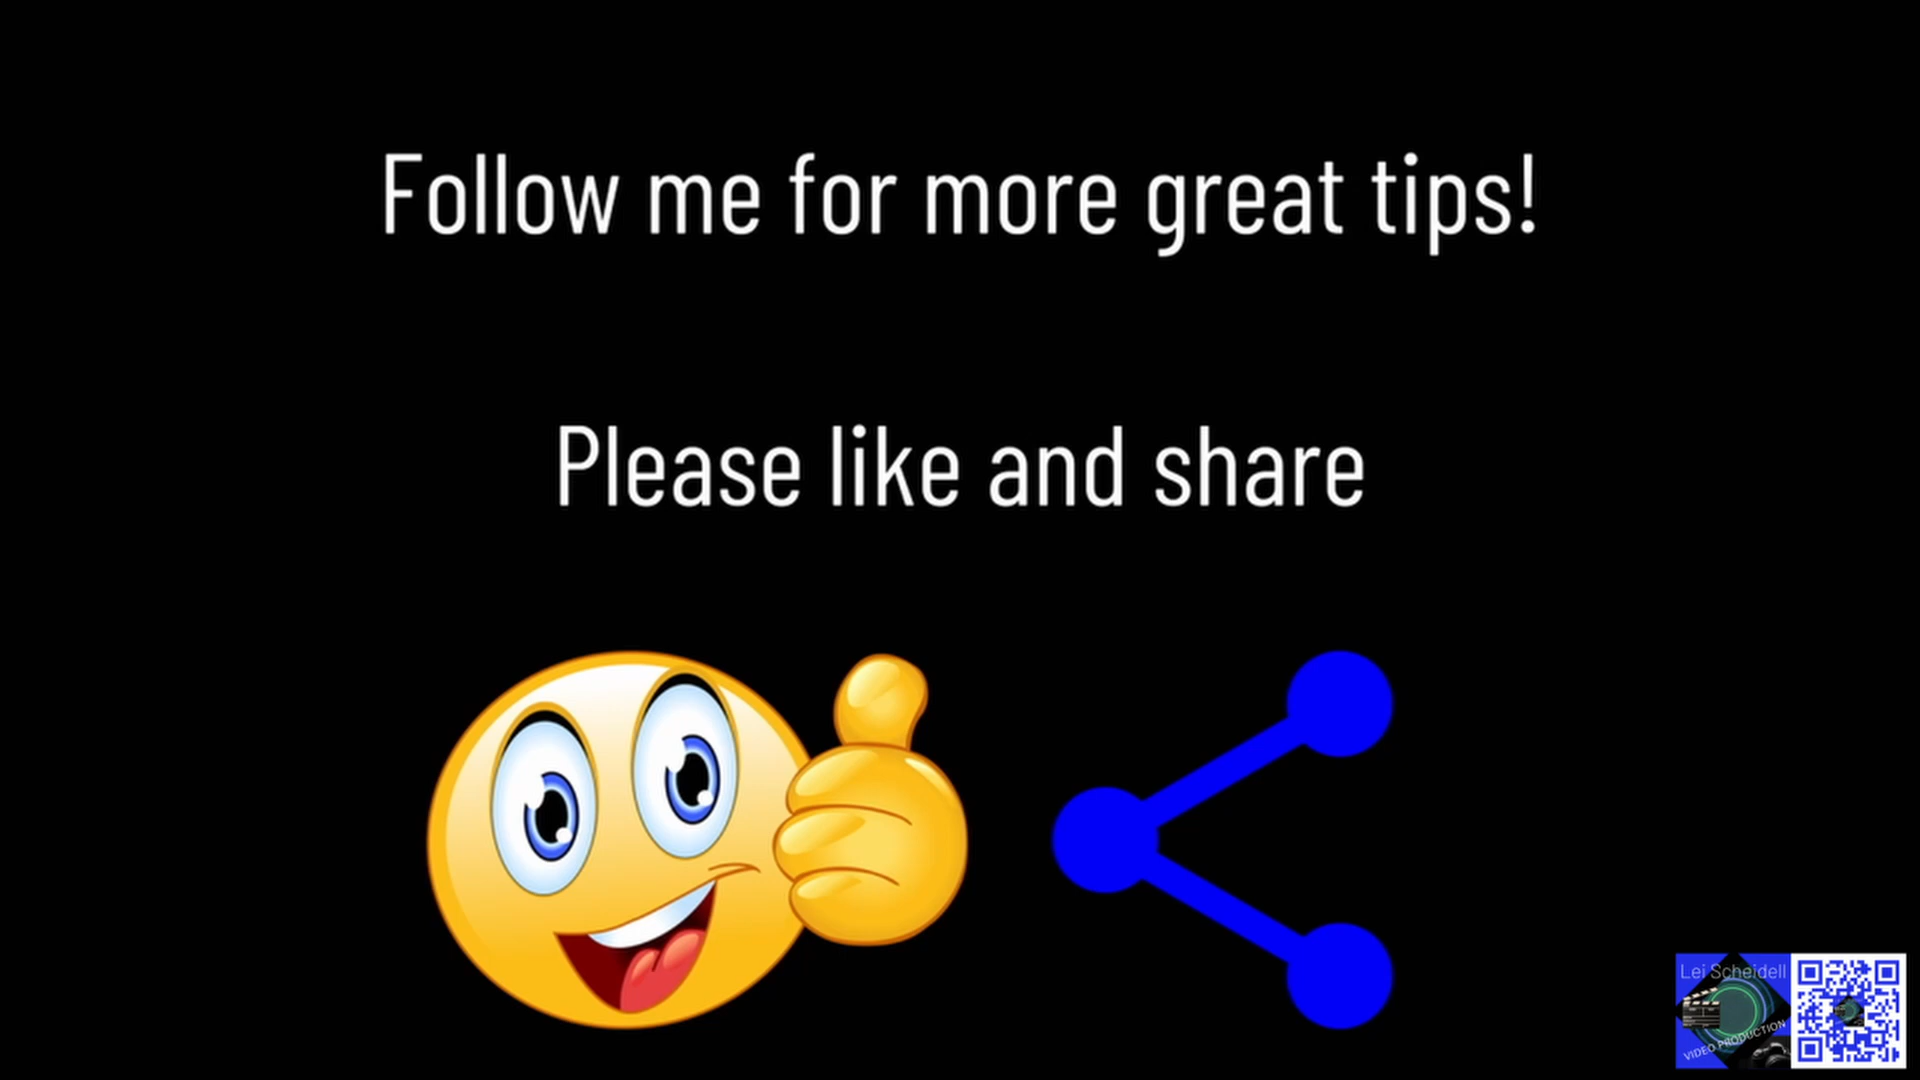 Follow me for more great tips!
Please like and share
Lei Scheidell
VIDEO PRODUCTION